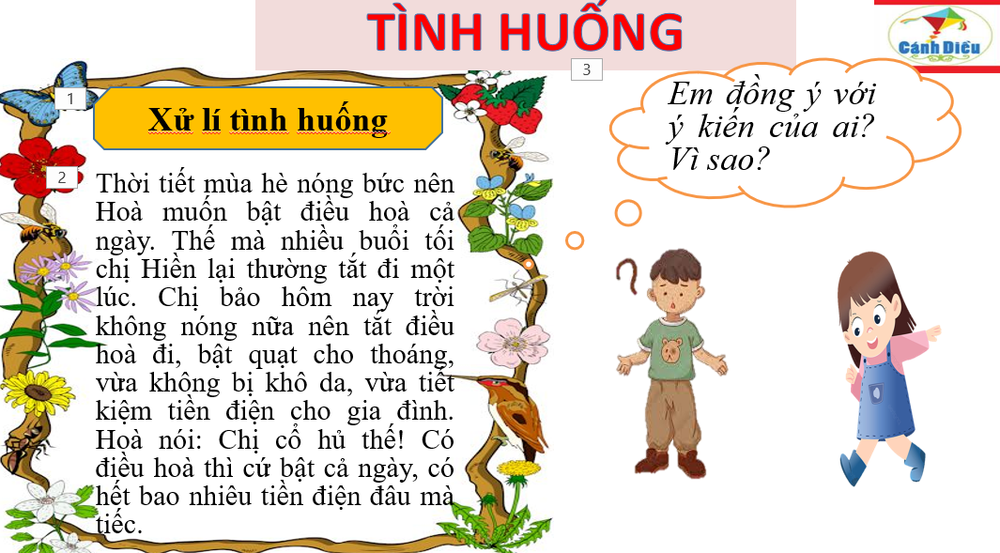 TÌNH HUỐNG
Cánh Diều
3
1
Xử lí tình huống
2
Thời tiết mùa hè nóng bức nên
Hoà muốn bật điều hoà cả
ngày. Thế mà nhiều buổi tối
chị Hiền lại thường tắt đi một
lúc. Chị bảo hôm nay trời
không nóng nữa nên tắt điều
hoà đi, bật quạt cho thoáng,
vừa không bị khô da, vừa tiết
kiệm tiền điện cho gia đình.
Hoà nói: Chị cổ hủ thế! Có
điều hoà thì cứ bật cả ngày, có
hết bao nhiêu tiền điện đâu mà
tiếc.
Em đồng ý với
ý kiến của ai?
Vì sao?